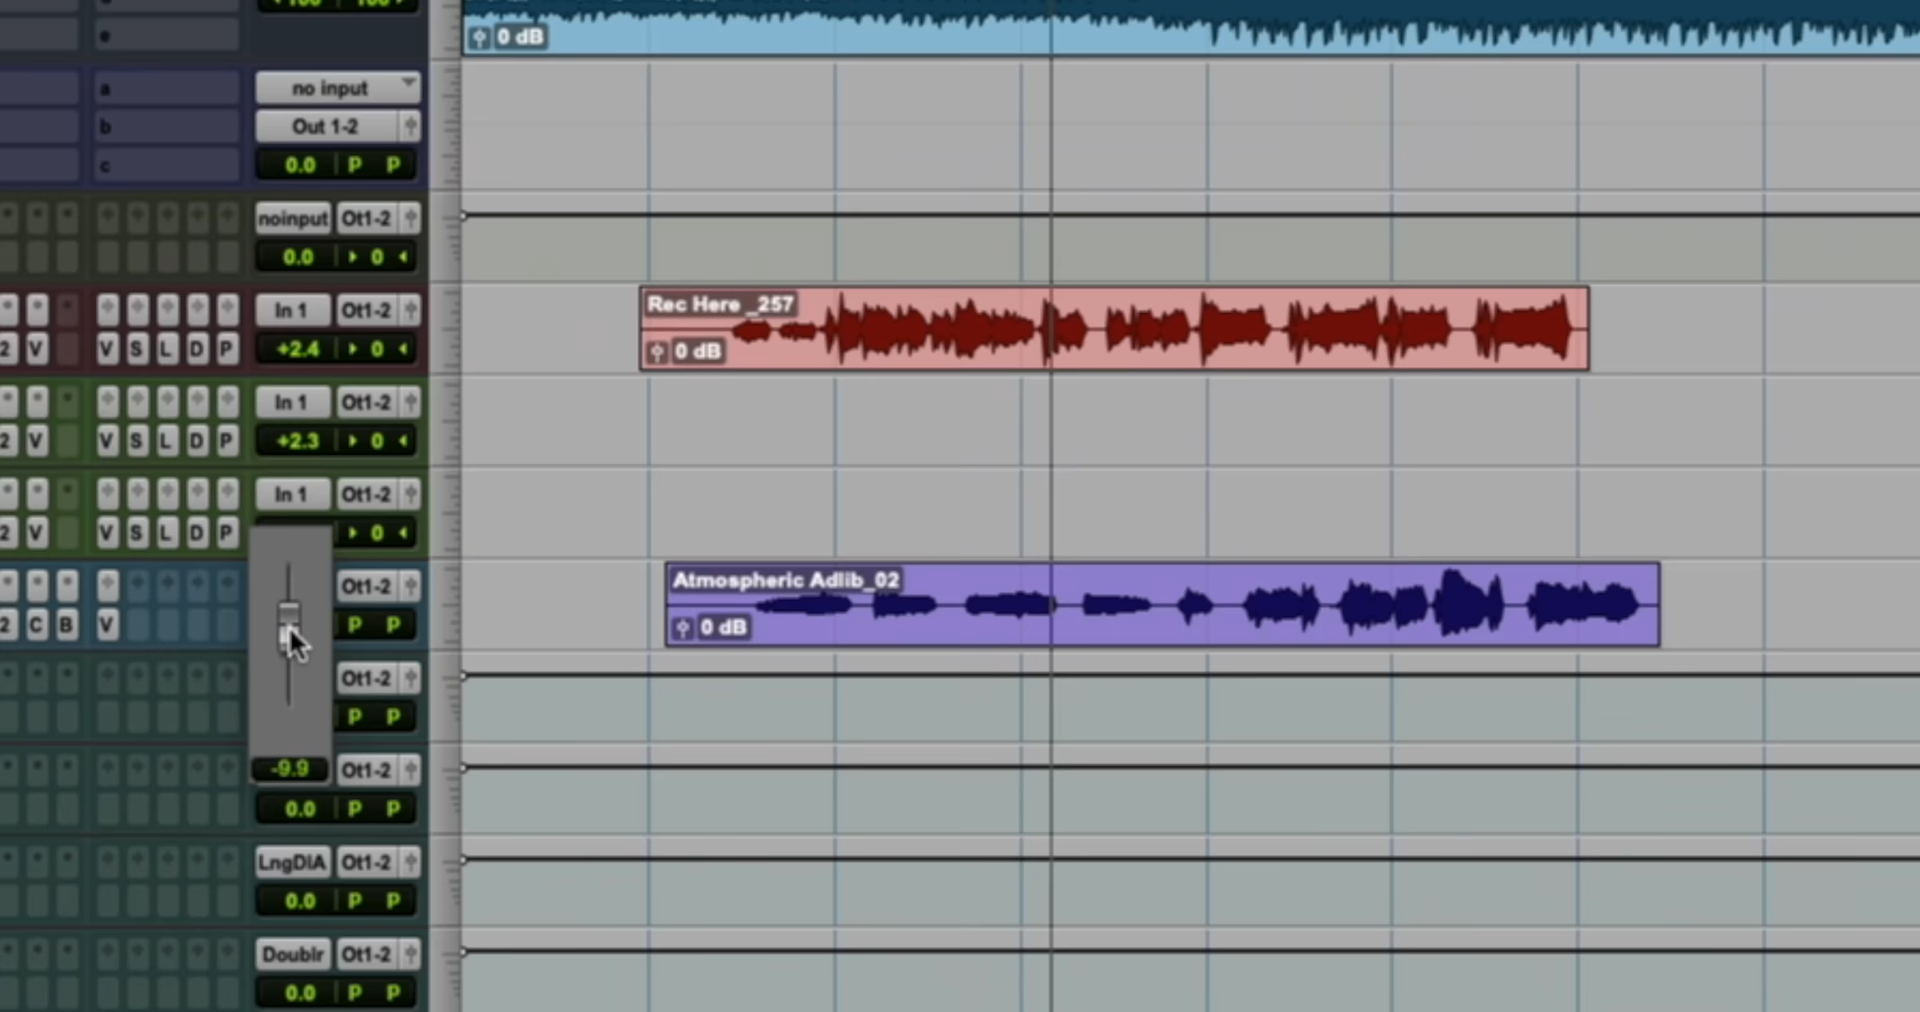 0 dB
e
a
no input
b
Out 1-2
c
0.0 P P
noinput Ot1-2
0.0 0
In 1 Ot1-2
Rec Here _257
2 V V S L D P +2.4 0
0 dB
In 1 Ot1-2
2 V V S L D P +2.3 0
In 1 Ot1-2
2 V V S L D P 0
Ot1-2
Atmospheric Adlib_02
2 C B V P P
0 dB
Ot1-2
P P
-9.9 Ot1-2
0.0 P P
LngDlA Ot1-2
0.0 P P
Doublr Ot1-2
0.0 P P